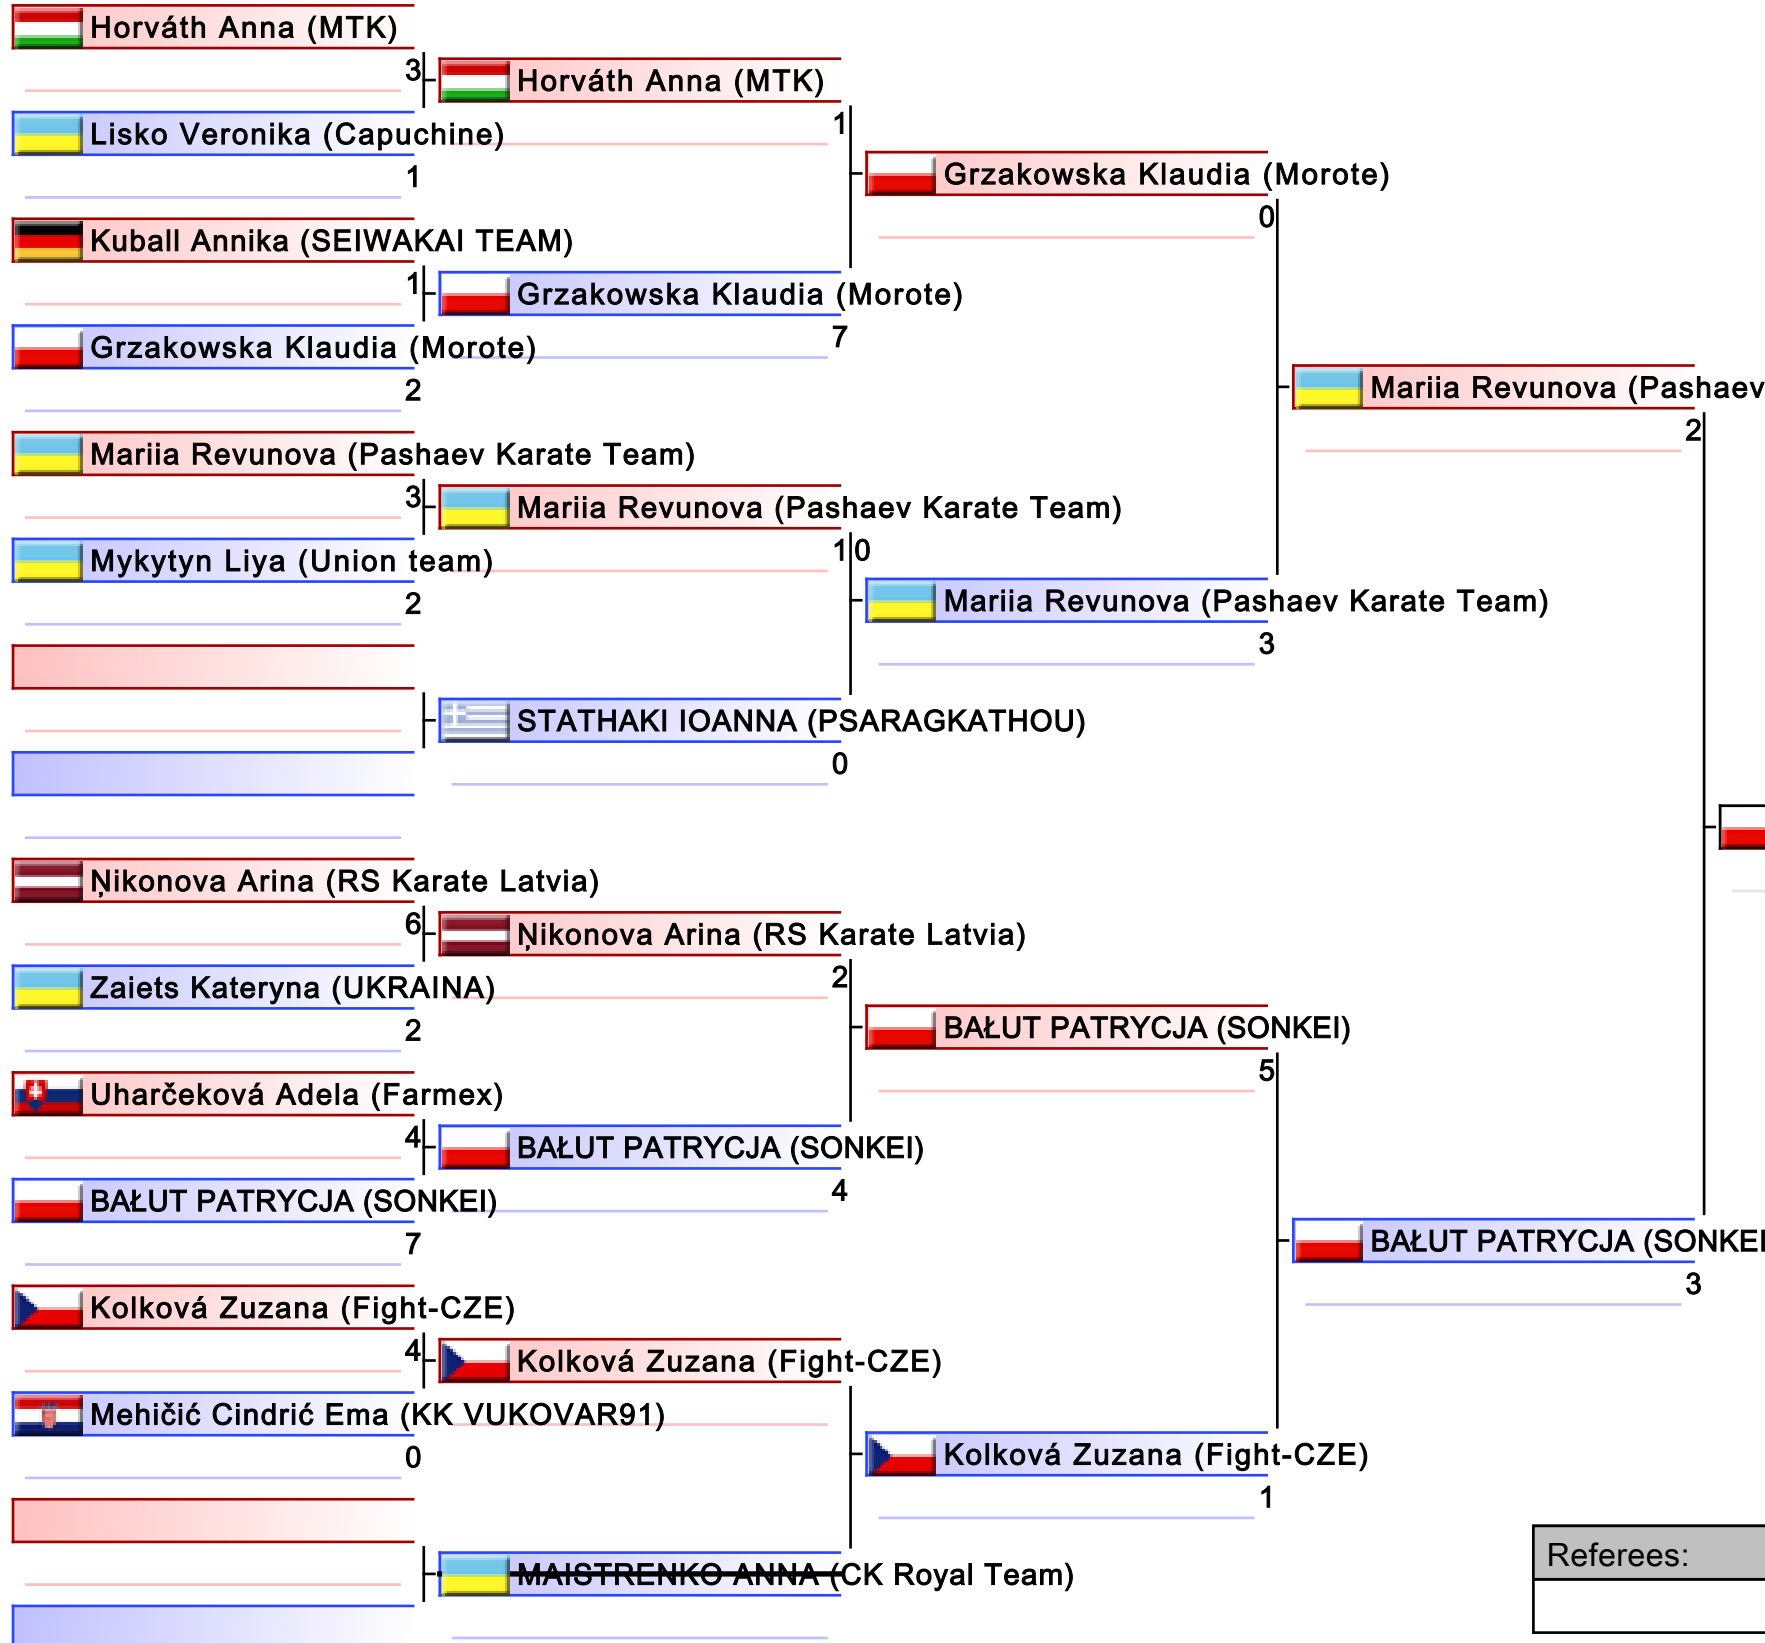 Horváth Anna (MTK)
3
Lisko Veronika (Capuchine)
1
Kuball Annika (SEIWAKAI TEAM)
1
Grzakowska Klaudia (Morote)
2
Mariia Revunova (Pashaev Karate Team)
3
Mykytyn Liya (Union team)
2
Ņikonova Arina (RS Karate Latvia)
6
Zaiets Kateryna (UKRAINA)
2
Uharčeková Adela (Farmex)
4
BAŁUT PATRYCJA (SONKEI)
7
Kolková Zuzana (Fight-CZE)
4
Mehičić Cindrić Ema (KK VUKOVAR91)
0
Horváth Anna (MTK)
1
Grzakowska Klaudia (Morote)
7
Mariia Revunova (Pashaev Karate Team)
10
STATHAKI IOANNA (PSARAGKATHOU)
0
Ņikonova Arina (RS Karate Latvia)
2
BAŁUT PATRYCJA (SONKEI)
4
Kolková Zuzana (Fight-CZE)
MAISTRENKO ANNA (CK Royal Team)
Grzakowska Klaudia (Morote)
0
Mariia Revunova (Pashaev Karate Team)
3
BAŁUT PATRYCJA (SONKEI)
5
Kolková Zuzana (Fight-CZE)
1
Mariia Revunova (Pashaev
2
BAŁUT PATRYCJA (SONKEI
3
Referees: